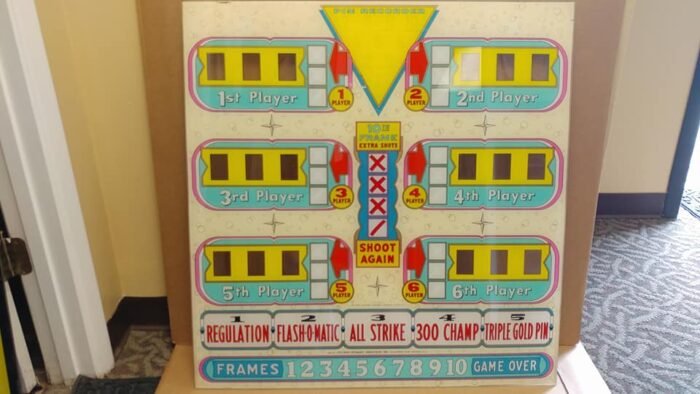 PIN RECORDER
1st Player
1
PLAYER
2
PLAYER
2nd Player
10TH
FRAME
EXTRA SHOTS
X
X
X
/
3rd Player
3
PLAYER
4
PLAYER
4th Player
SHOOT
AGAIN
5th Player
5
PLAYER
6
PLAYER
6th Player
1 2 3 4 5
REGULATION FLASH-O-MATIC ALL STRIKE 300 CHAMP TRIPLE GOLD PIN
FRAMES 1 2 3 4 5 6 7 8 9 10 GAME OVER